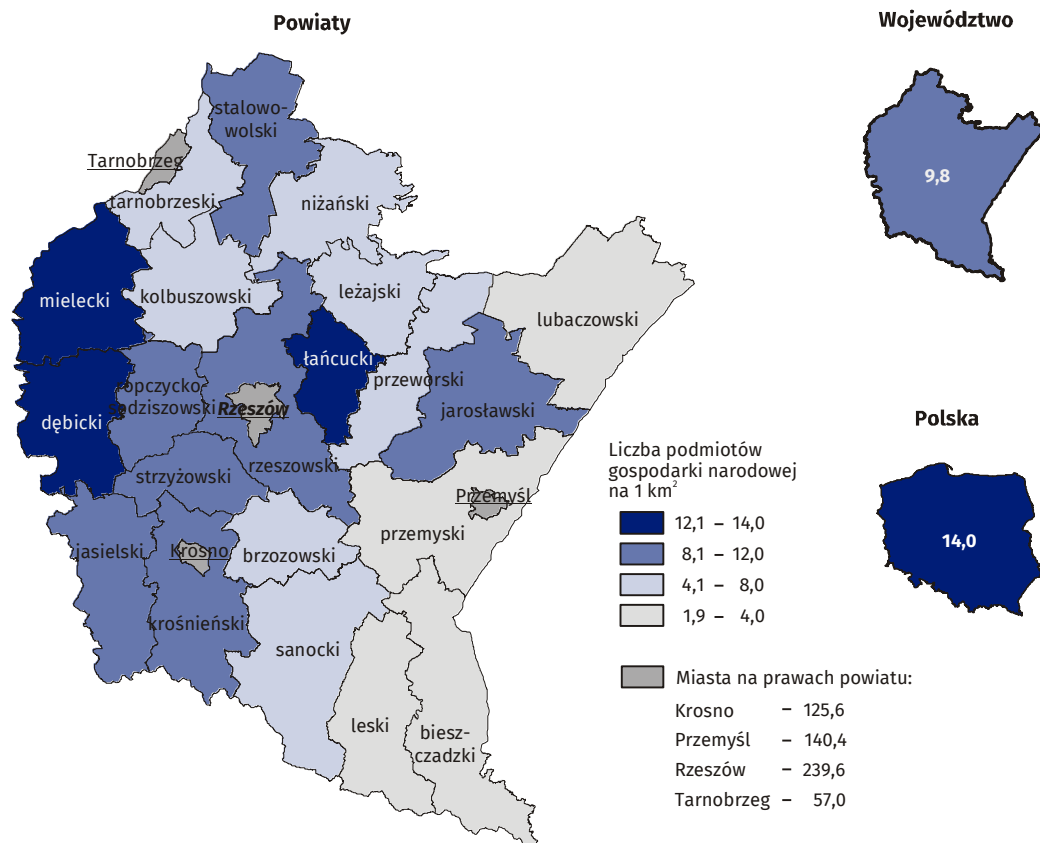 Powiaty
Województwo
stalowo-
wolski
Tarnobrzeg
tarnobrzeski
niżański
9,8
mielecki
kolbuszowski
leżajski
lubaczowski
łańcucki
przeworski
ropczycko-
sędziszowski
Rzeszów
jarosławski
dębicki
Polska
rzeszowski
strzyżowski
Liczba podmiotów
gospodarki narodowej
na 1 km²
Przemyśl
przemyski
12,1 – 14,0
14,0
jasielski
Krosno
brzozowski
8,1 – 12,0
4,1 – 8,0
1,9 – 4,0
krośnieński
sanocki
Miasta na prawach powiatu:
leski
biesz-
czadzki
Krosno – 125,6
Przemyśl – 140,4
Rzeszów – 239,6
Tarnobrzeg – 57,0